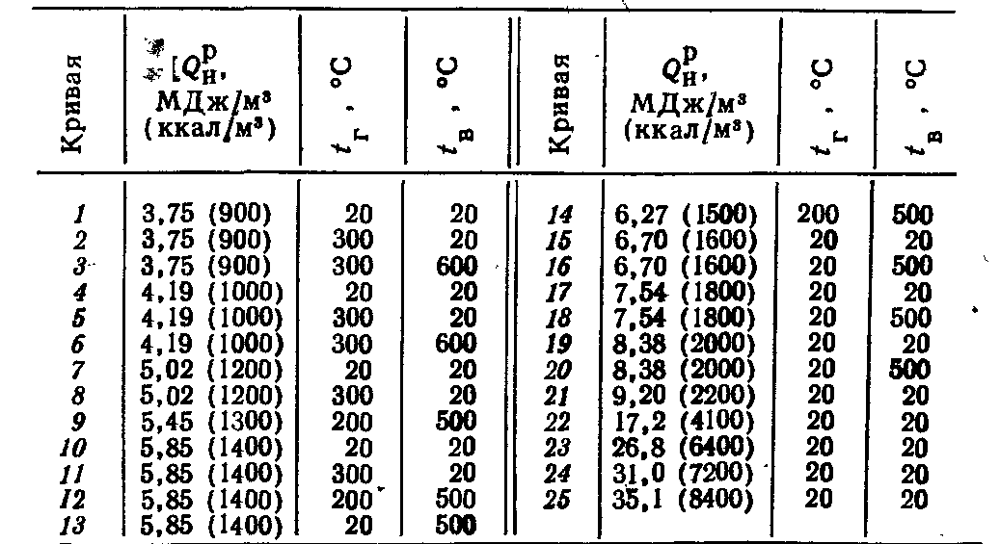 Кривая | [Qрн, МДж/м³ (ккал/м³) | tг, °C | tв, °C | Кривая | Qрн, МДж/м³ (ккал/м³) | tг, °C | tв, °C
1 | 3,75 (900) | 20 | 20 | 14 | 6,27 (1500) | 200 | 500
2 | 3,75 (900) | 300 | 20 | 15 | 6,70 (1600) | 20 | 20
3 | 3,75 (900) | 300 | 600 | 16 | 6,70 (1600) | 20 | 500
4 | 4,19 (1000) | 20 | 20 | 17 | 7,54 (1800) | 20 | 20
5 | 4,19 (1000) | 300 | 20 | 18 | 7,54 (1800) | 20 | 500
6 | 4,19 (1000) | 300 | 600 | 19 | 8,38 (2000) | 20 | 20
7 | 5,02 (1200) | 20 | 20 | 20 | 8,38 (2000) | 20 | 500
8 | 5,02 (1200) | 300 | 20 | 21 | 9,20 (2200) | 20 | 20
9 | 5,45 (1300) | 200 | 500 | 22 | 17,2 (4100) | 20 | 20
10 | 5,85 (1400) | 20 | 20 | 23 | 26,8 (6400) | 20 | 20
11 | 5,85 (1400) | 300 | 20 | 24 | 31,0 (7200) | 20 | 20
12 | 5,85 (1400) | 200 | 500 | 25 | 35,1 (8400) | 20 | 20
13 | 5,85 (1400) | 20 | 500